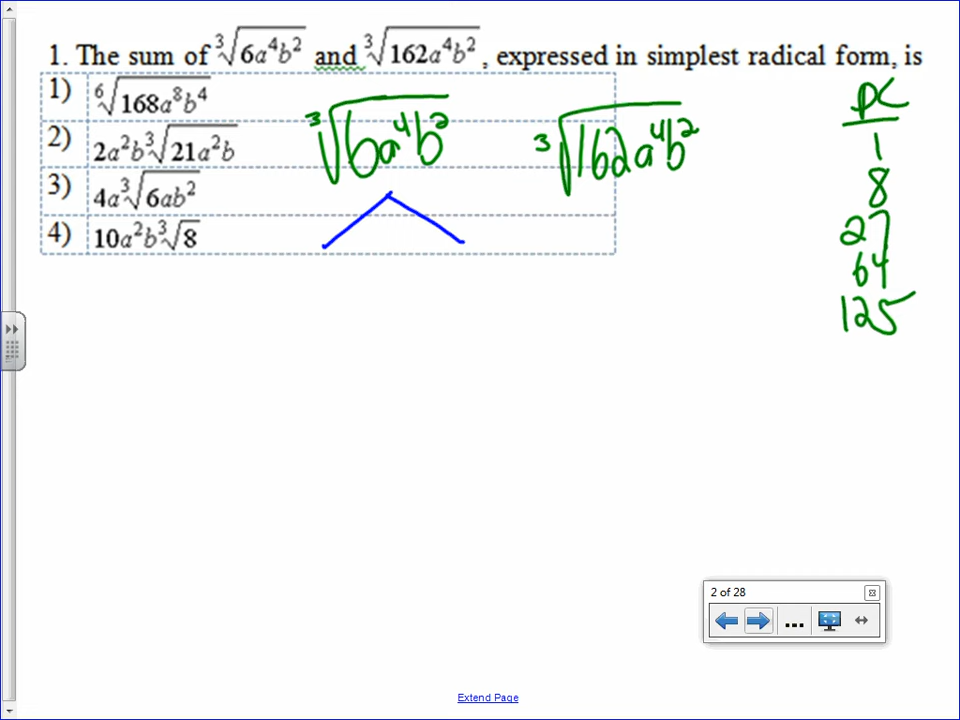 1. The sum of ∛(6a⁴b²) and ∛(162a⁴b²), expressed in simplest radical form, is
1) ⁶√(168a⁸b⁴)
2) 2a²b∛(21a²b)
3) 4a∛(6ab²)
4) 10a²b∛8
∛(6a⁴b²) ∛(162a⁴b²)
PC
1
8
27
64
125
2 of 28
...
Extend Page